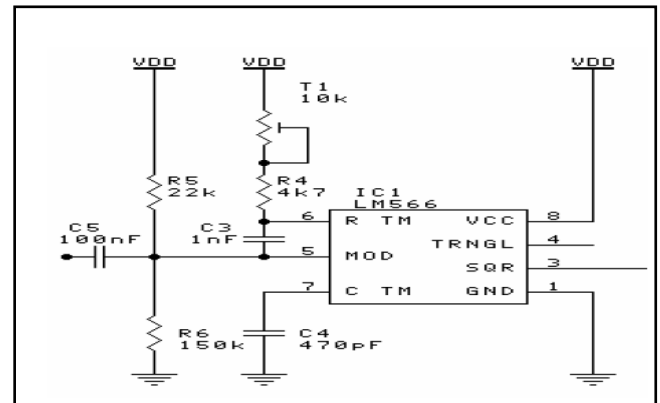 VDD
VDD
VDD
T1
10k
R5
22k
R4
4k7
IC1
LM566
C5
100nF
C3
1nF
6
R TM
VCC
8
TRNGL
4
5
MOD
SQR
3
7
C TM
GND
1
R6
150k
C4
470pF